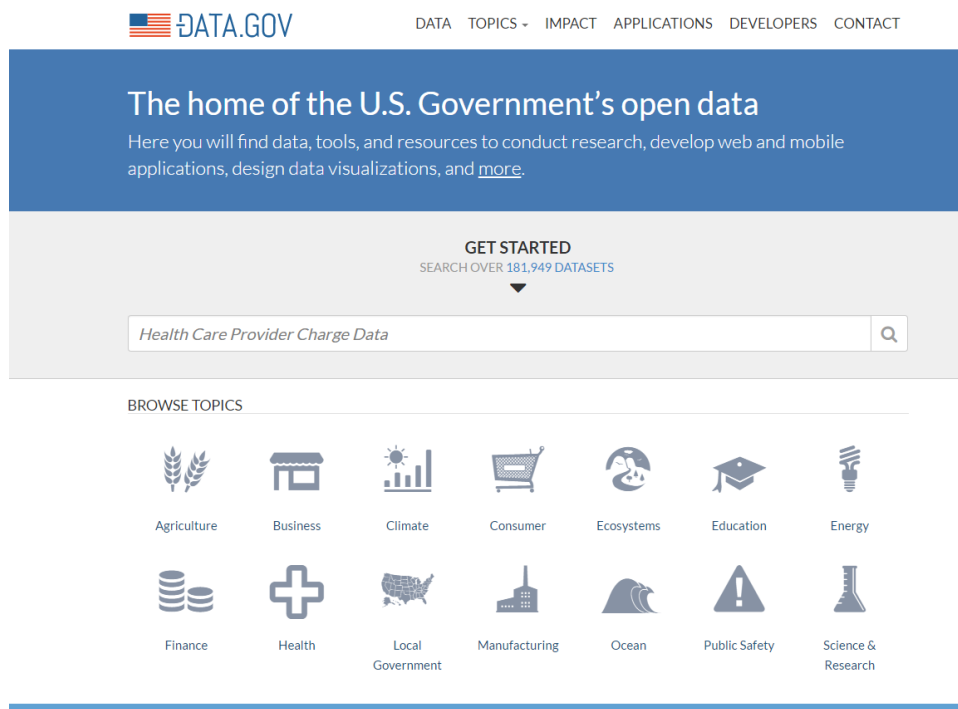 DATA.GOV
DATA TOPICS IMPACT APPLICATIONS DEVELOPERS CONTACT
The home of the U.S. Government's open data
Here you will find data, tools, and resources to conduct research, develop web and mobile
applications, design data visualizations, and more.
GET STARTED
SEARCH OVER 181,949 DATASETS
Health Care Provider Charge Data
BROWSE TOPICS
Agriculture Business Climate Consumer Ecosystems Education Energy
Finance Health Local Government Manufacturing Ocean Public Safety Science & Research